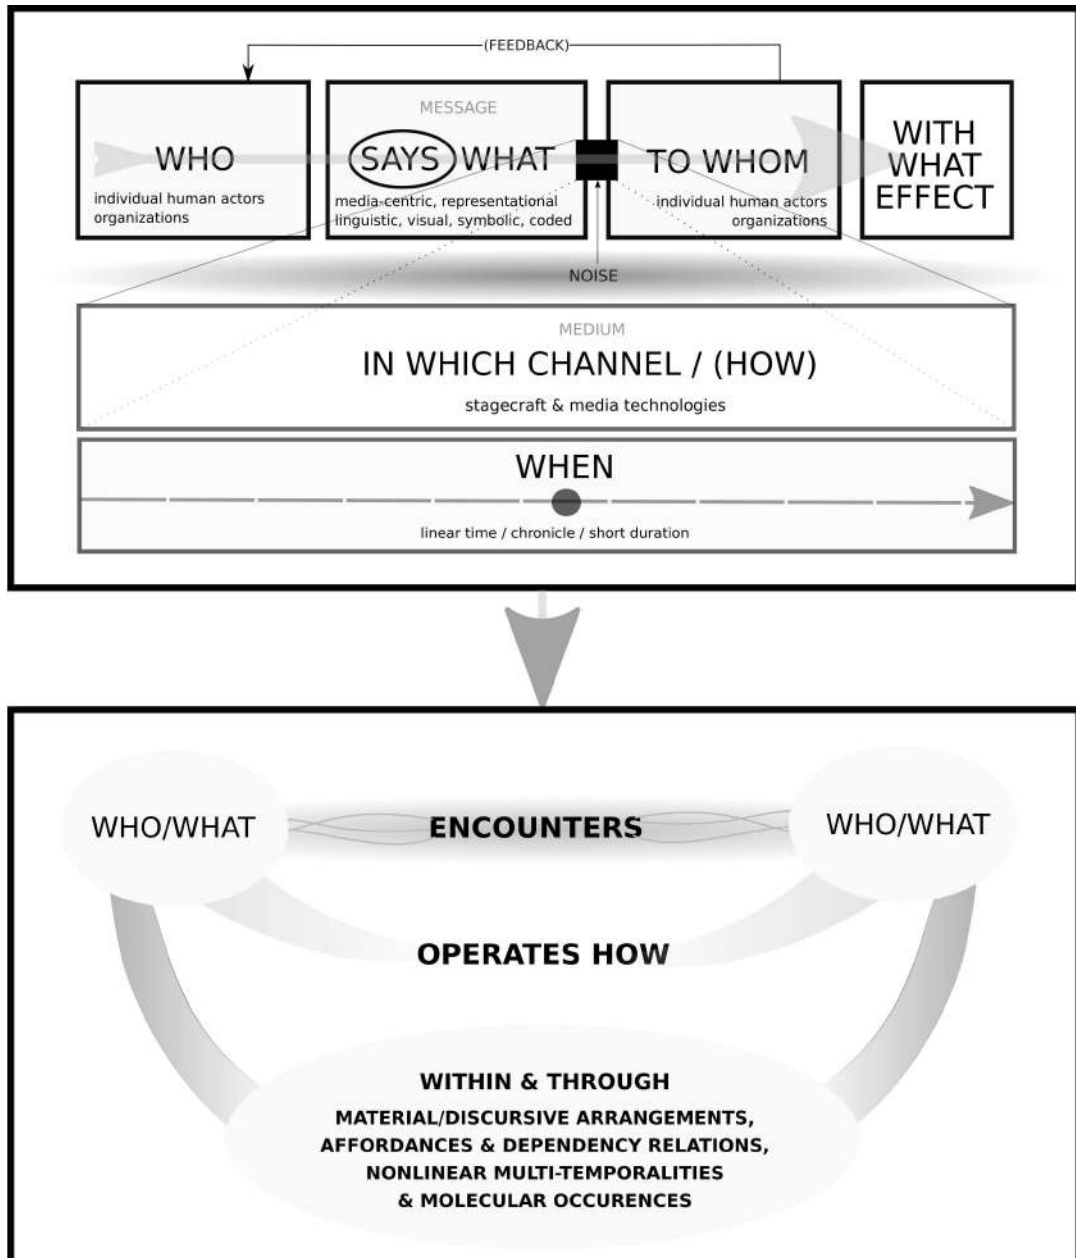 (FEEDBACK)
WHO
individual human actors
organizations
MESSAGE
SAYS WHAT
media-centric, representational
linguistic, visual, symbolic, coded
TO WHOM
individual human actors
organizations
WITH
WHAT
EFFECT
NOISE
MEDIUM
IN WHICH CHANNEL / (HOW)
stagecraft & media technologies
WHEN
linear time / chronicle / short duration
WHO/WHAT
ENCOUNTERS
WHO/WHAT
OPERATES HOW
WITHIN & THROUGH
MATERIAL/DISCURSIVE ARRANGEMENTS,
AFFORDANCES & DEPENDENCY RELATIONS,
NONLINEAR MULTI-TEMPORALITIES
& MOLECULAR OCCURENCES